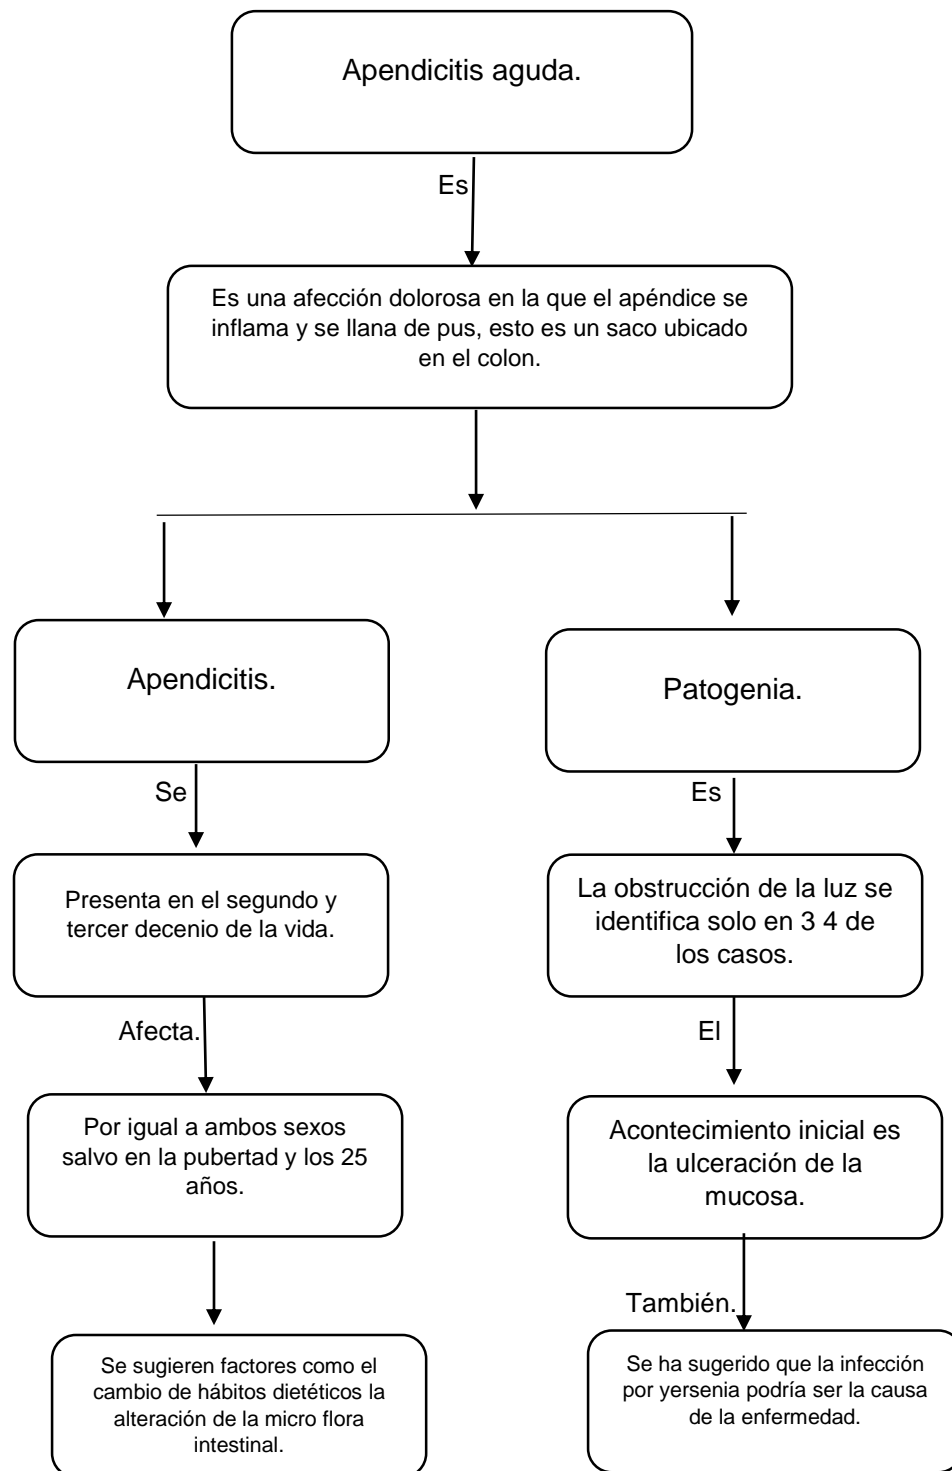 Apendicitis aguda.
Es
Es una afección dolorosa en la que el apéndice se
inflama y se llana de pus, esto es un saco ubicado
en el colon.
Apendicitis.
Se
Presenta en el segundo y
tercer decenio de la vida.
Afecta.
Por igual a ambos sexos
salvo en la pubertad y los 25
años.
Se sugieren factores como el
cambio de hábitos dietéticos la
alteración de la micro flora
intestinal.
Patogenia.
Es
La obstrucción de la luz se
identifica solo en 3 4 de
los casos.
El
Acontecimiento inicial es
la ulceración de la
mucosa.
También.
Se ha sugerido que la infección
por yersenia podría ser la causa
de la enfermedad.